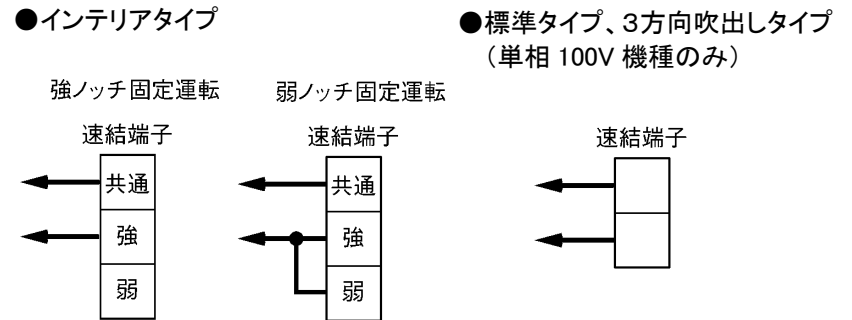 ●インテリアタイプ
強ノッチ固定運転
速結端子
共通
強
弱
弱ノッチ固定運転
速結端子
共通
強
弱
●標準タイプ、3方向吹出しタイプ
（単相 100V 機種のみ）
速結端子